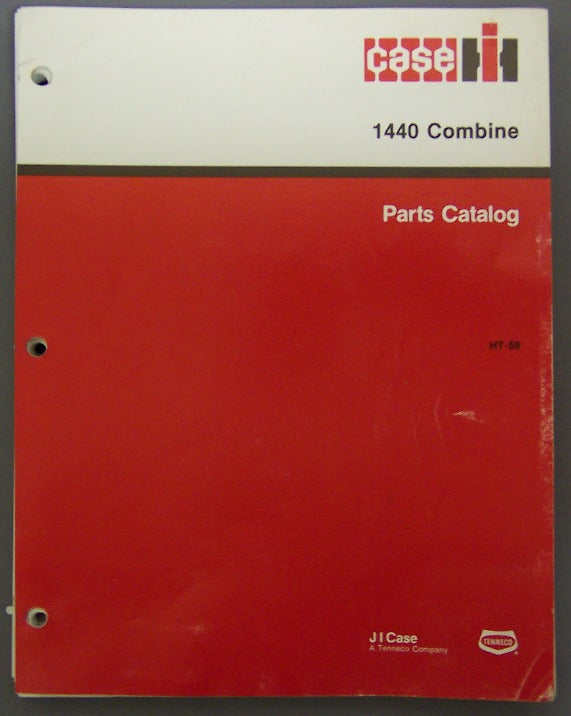 case IH
1440 Combine
Parts Catalog
HT-59
J I Case
A Tenneco Company
TENNECO